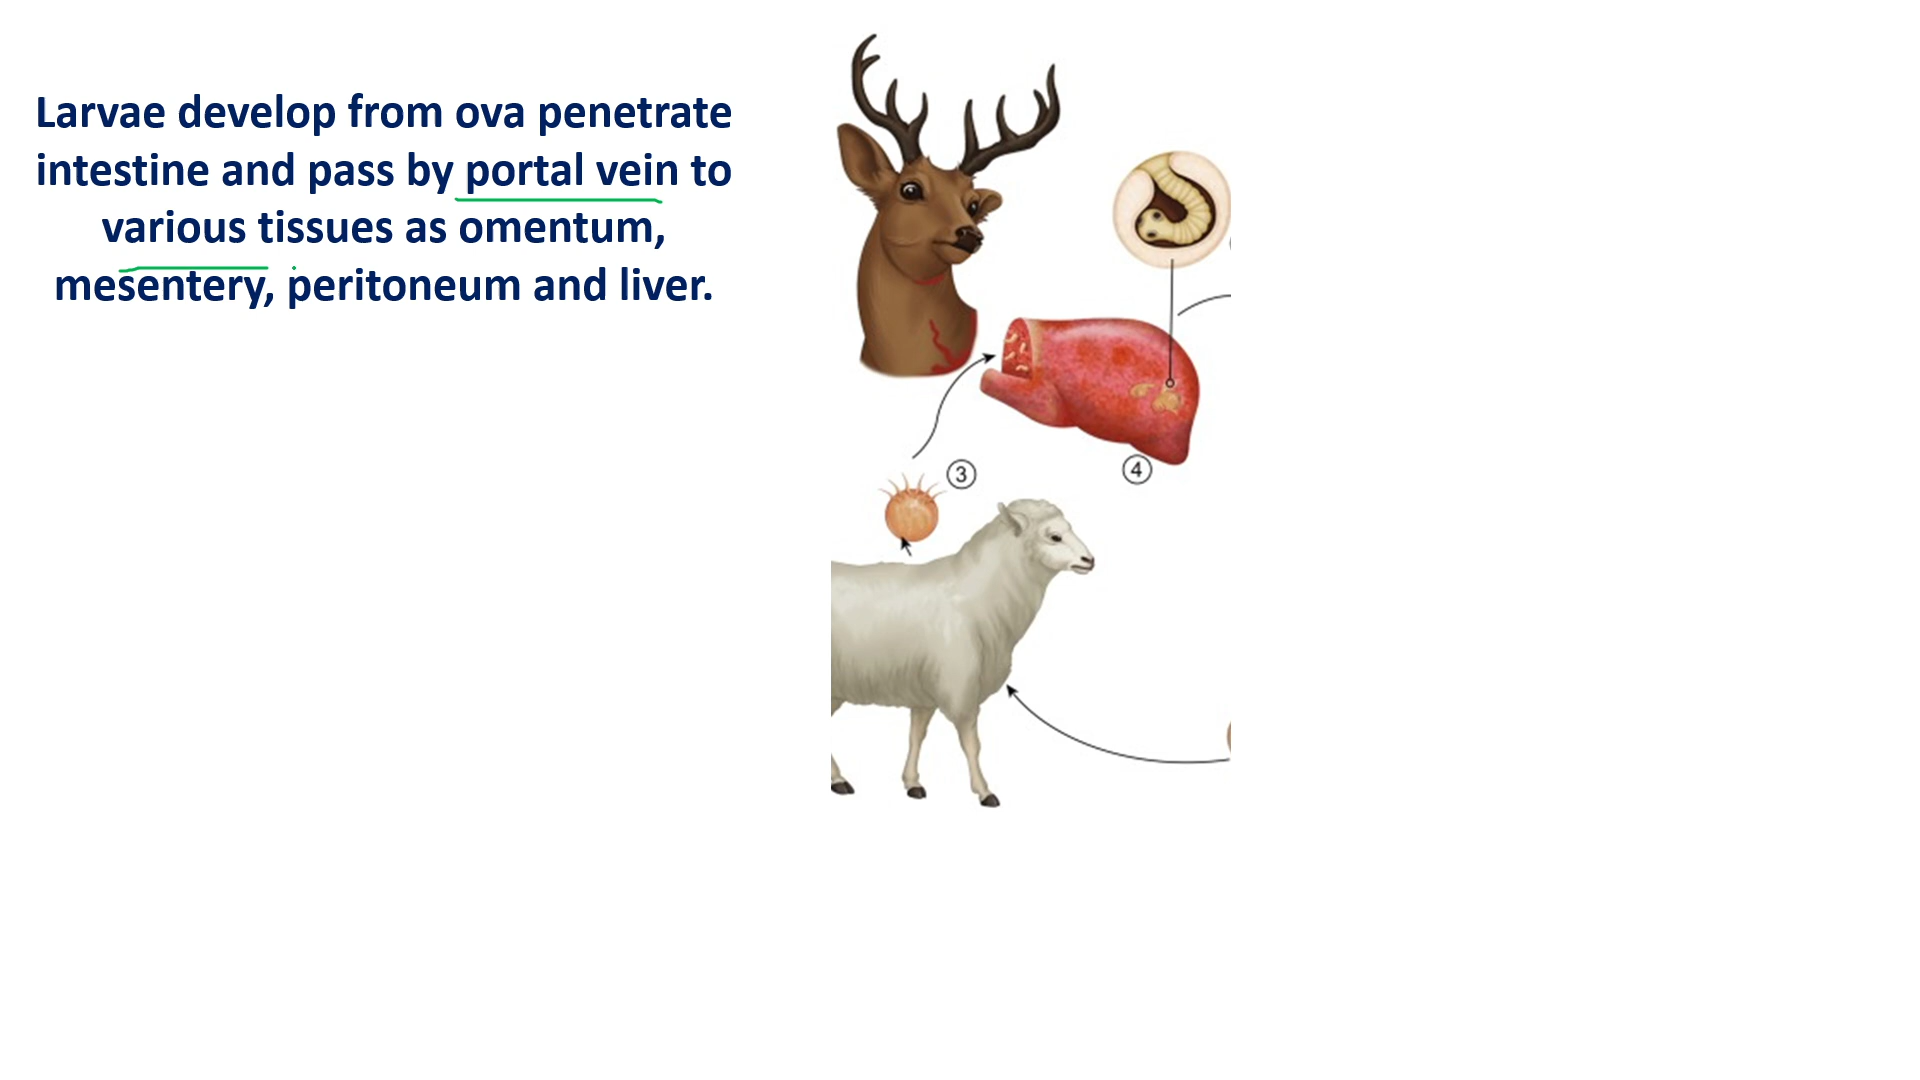 Larvae develop from ova penetrate
intestine and pass by portal vein to
various tissues as omentum,
mesentery, peritoneum and liver.
3
4